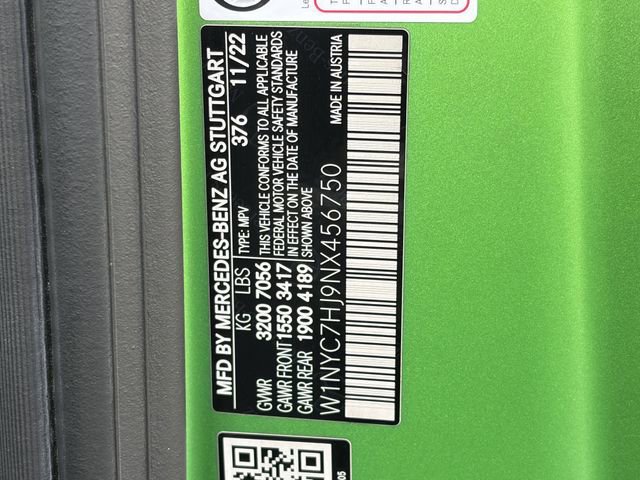 MFD BY MERCEDES-BENZ AG STUTTGART
KG LBS TYPE: MPV 376 11/22
GVWR 3200 7056 THIS VEHICLE CONFORMS TO ALL APPLICABLE
GAWR FRONT 1550 3417 FEDERAL MOTOR VEHICLE SAFETY STANDARDS
IN EFFECT ON THE DATE OF MANUFACTURE
GAWR REAR 1900 4189 SHOWN ABOVE MADE IN AUSTRIA
W1NYC7HJ9NX456750